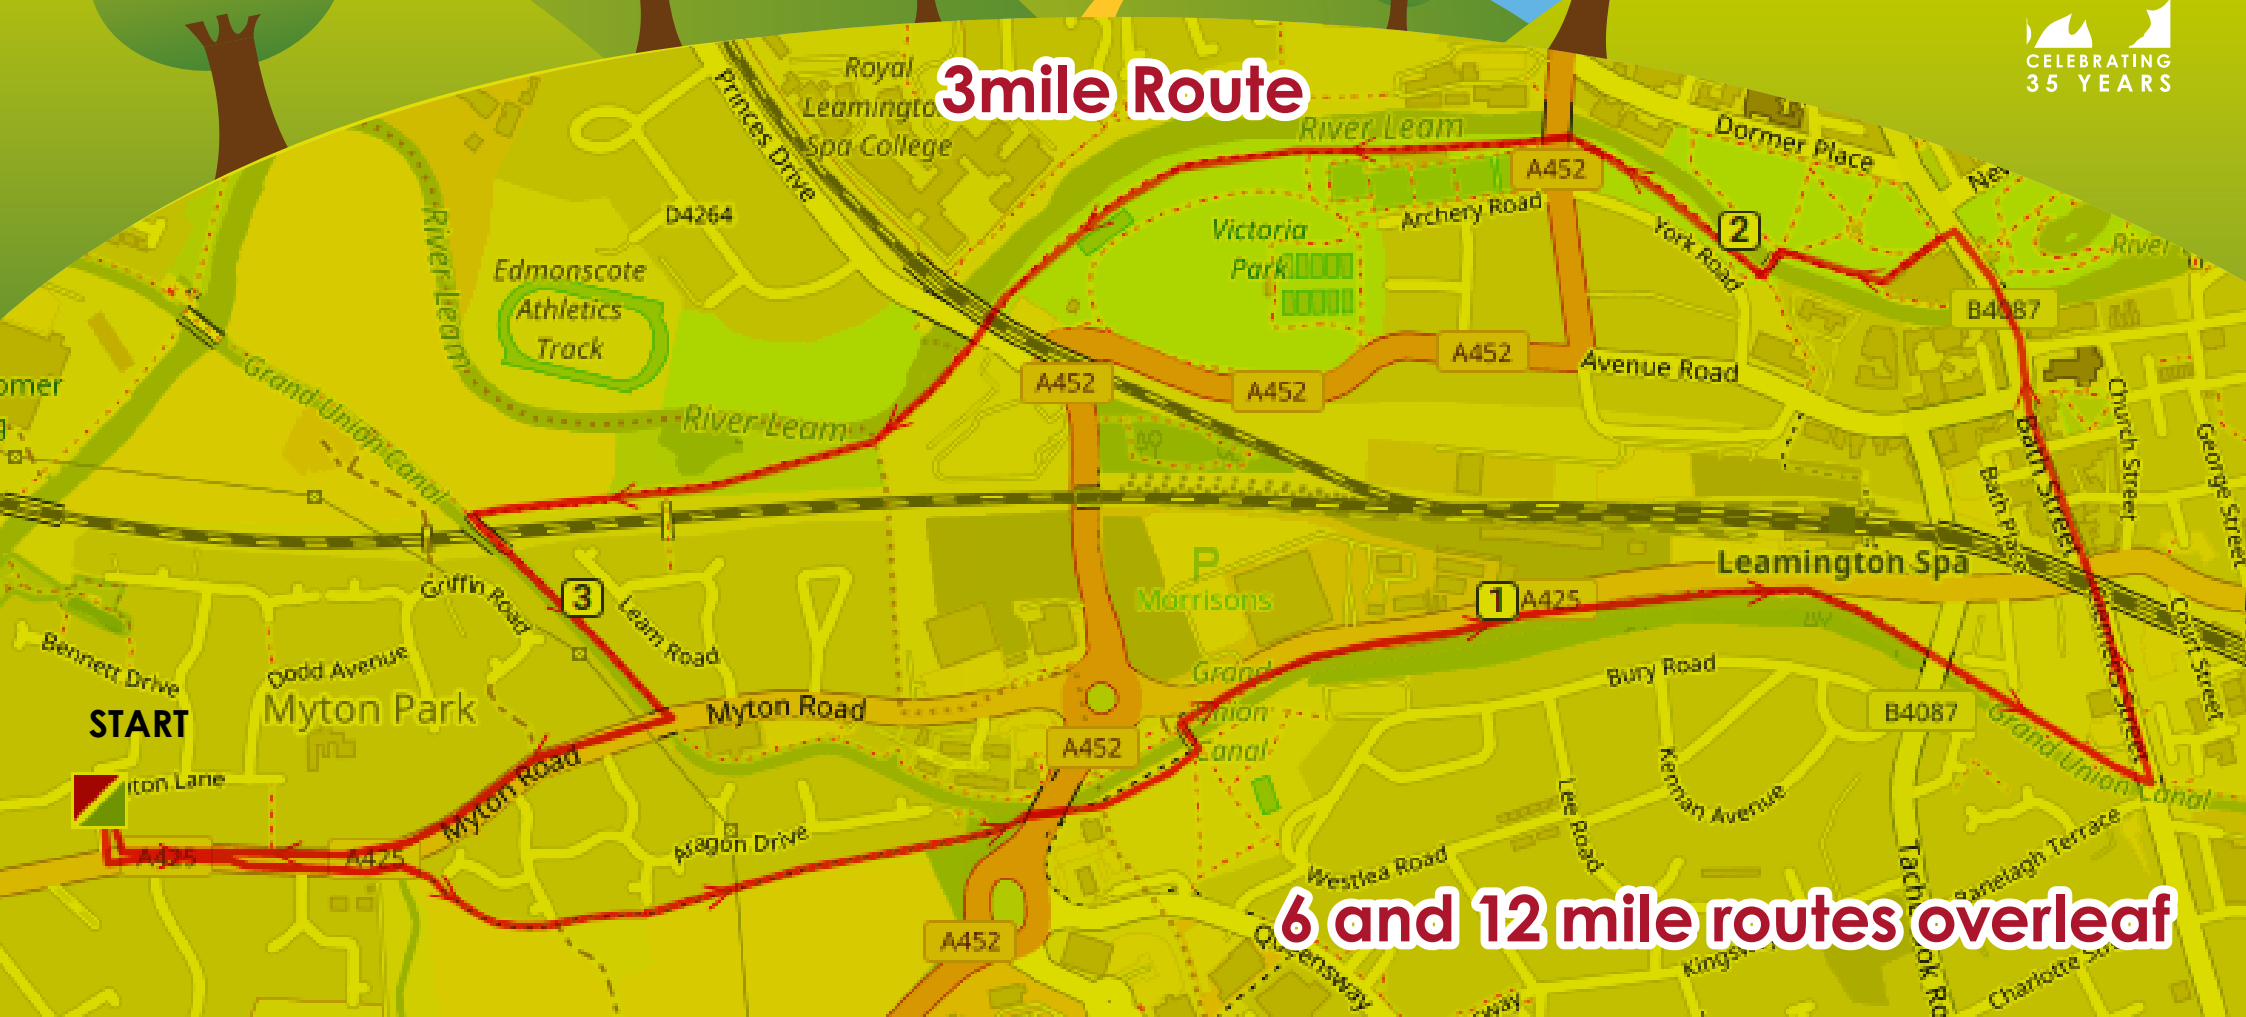 CELEBRATING
35 YEARS
3mile Route
Royal
Leamington
Spa College
Princes Drive
River Leam
Dormer Place
A452
D4264
Archery Road
Victoria
Park
York Road
2
River
River Leam
Edmonscote
Athletics
Track
B4087
A452
Avenue Road
A452
A452
Grand Union Canal
River Leam
Church Street
George Street
Bath Street
Bath Place
P
Morrisons
Leamington Spa
1
A425
3
Griffin Road
Leam Road
Court Street
Bennett Drive
Dodd Avenue
Myton Park
START
Myton Road
Grand
Union
Canal
A452
Bury Road
B4087
Grand Union Canal
Myton Road
Kenman Avenue
Lee Road
A425
A425
Aragon Drive
Westlea Road
Ranelagh Terrace
6 and 12 mile routes overleaf
A452
Queensway